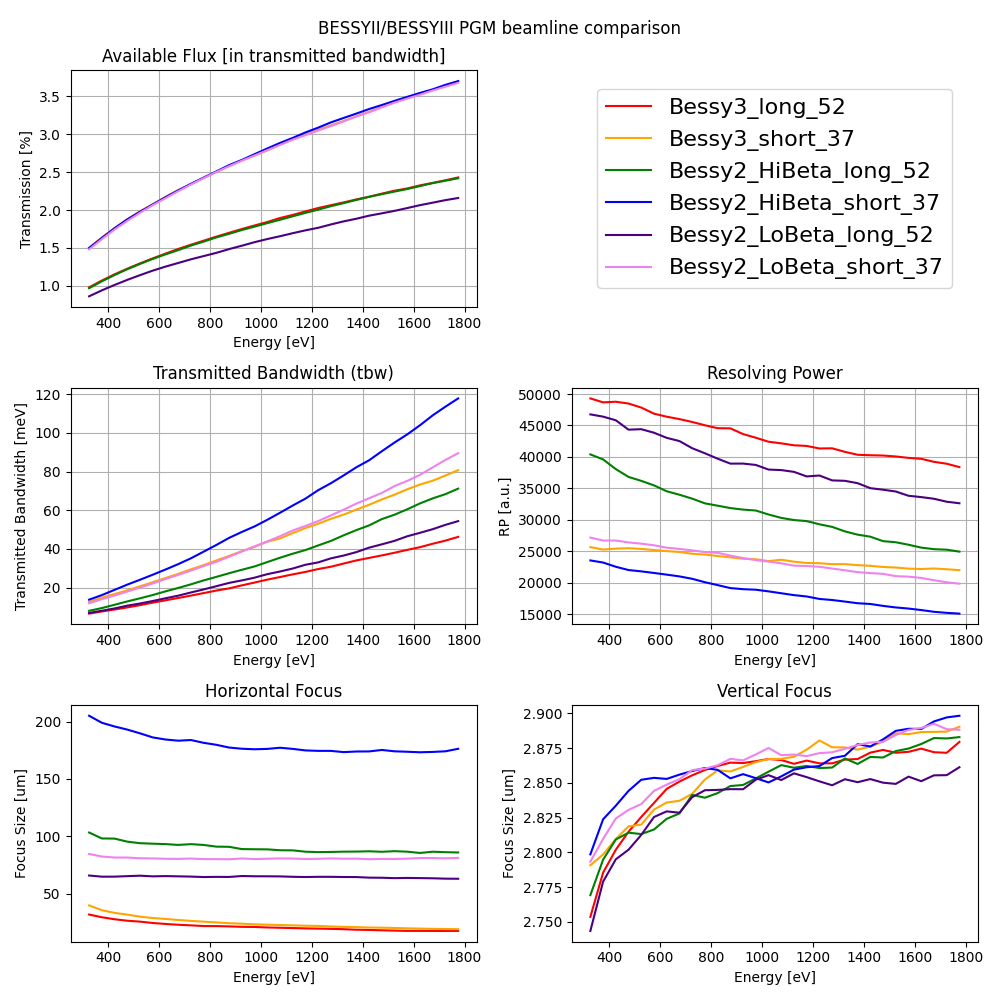 BESSYII/BESSYIII PGM beamline comparison
Available Flux [in transmitted bandwidth]
Transmission [%]
3.5
3.0
2.5
2.0
1.5
1.0
400 600 800 1000 1200 1400 1600 1800
Energy [eV]
Bessy3_long_52
Bessy3_short_37
Bessy2_HiBeta_long_52
Bessy2_HiBeta_short_37
Bessy2_LoBeta_long_52
Bessy2_LoBeta_short_37
Transmitted Bandwidth (tbw)
Transmitted Bandwidth [meV]
120
100
80
60
40
20
400 600 800 1000 1200 1400 1600 1800
Energy [eV]
Resolving Power
RP [a.u.]
50000
45000
40000
35000
30000
25000
20000
15000
400 600 800 1000 1200 1400 1600 1800
Energy [eV]
Horizontal Focus
Focus Size [um]
200
150
100
50
400 600 800 1000 1200 1400 1600 1800
Energy [eV]
Vertical Focus
Focus Size [um]
2.900
2.875
2.850
2.825
2.800
2.775
2.750
400 600 800 1000 1200 1400 1600 1800
Energy [eV]